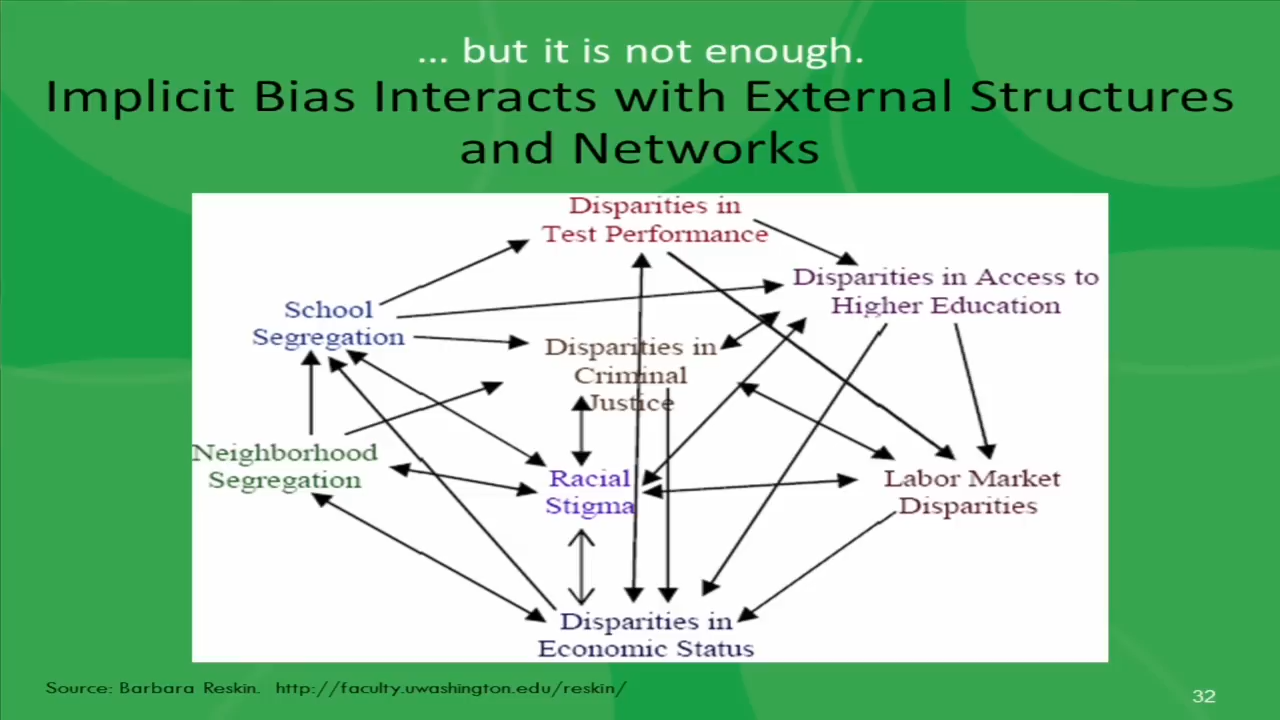 ... but it is not enough.
Implicit Bias Interacts with External Structures
and Networks
Disparities in
Test Performance
Disparities in Access to
Higher Education
School
Segregation
Disparities in
Criminal
Justice
Neighborhood
Segregation
Racial
Stigma
Labor Market
Disparities
Disparities in
Economic Status
Source: Barbara Reskin. http://faculty.uwashington.edu/reskin/
32